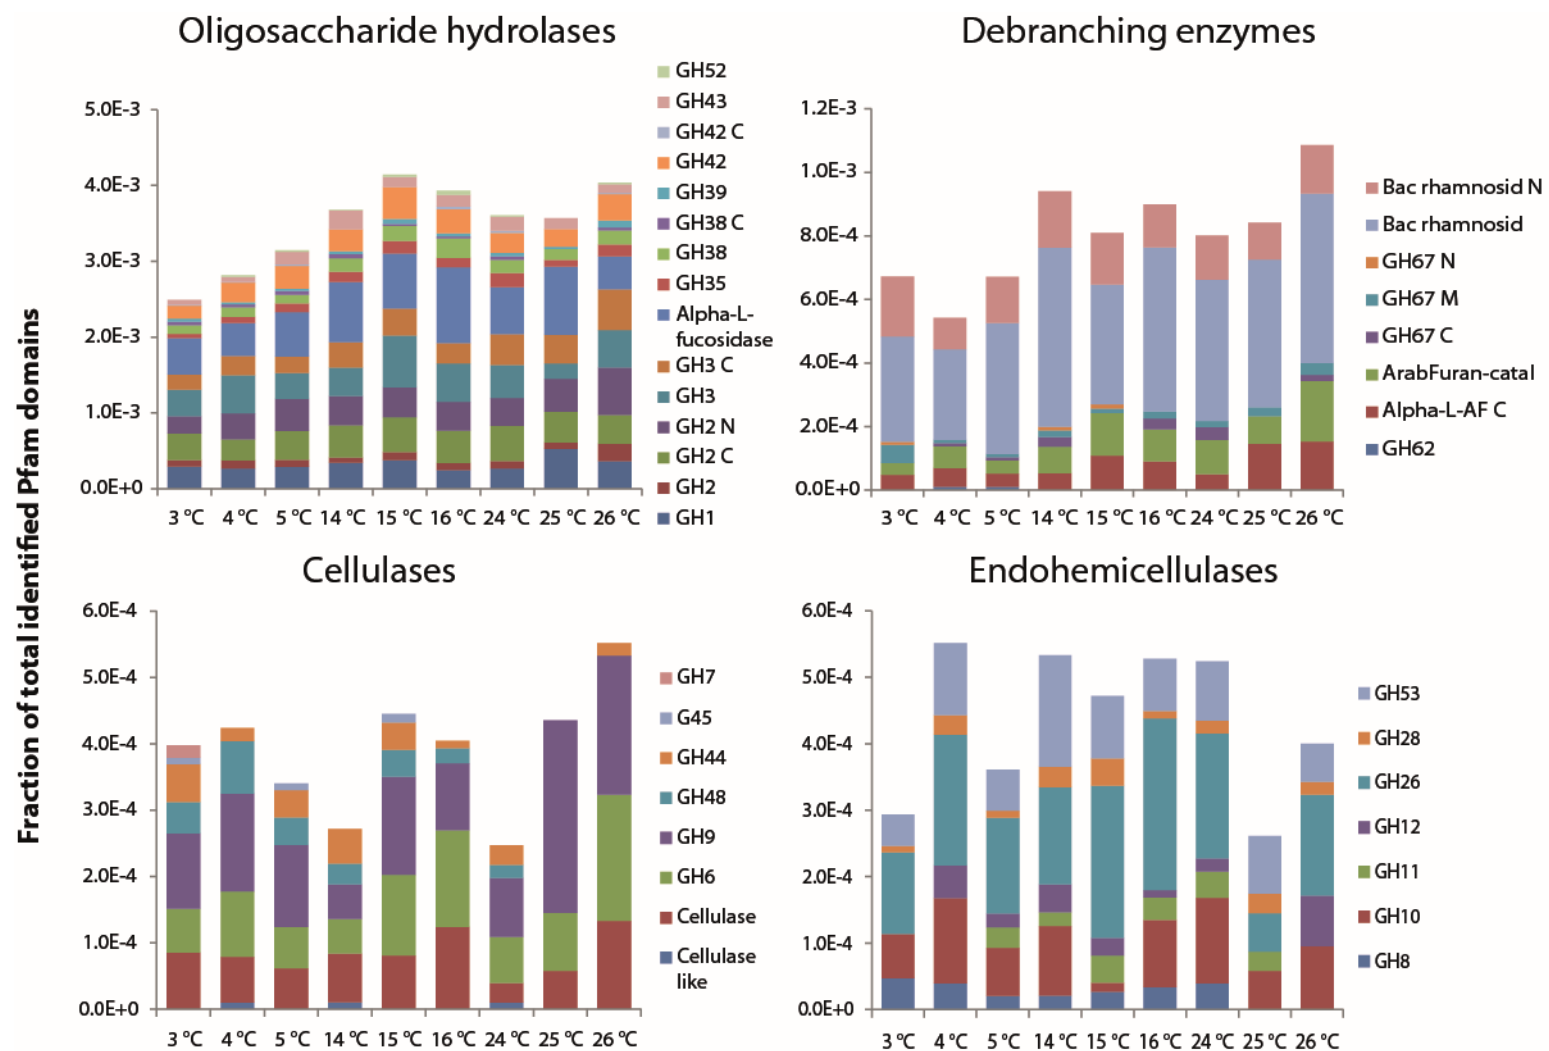 Oligosaccharide hydrolases
5.0E-3
4.0E-3
3.0E-3
2.0E-3
1.0E-3
0.0E+0
3 °C 4 °C 5 °C 14 °C 15 °C 16 °C 24 °C 25 °C 26 °C
GH52
GH43
GH42 C
GH42
GH39
GH38 C
GH38
GH35
Alpha-L-
fucosidase
GH3 C
GH3
GH2 N
GH2 C
GH2
GH1
Debranching enzymes
1.2E-3
1.0E-3
8.0E-4
6.0E-4
4.0E-4
2.0E-4
0.0E+0
3 °C 4 °C 5 °C 14 °C 15 °C 16 °C 24 °C 25 °C 26 °C
Bac rhamnosid N
Bac rhamnosid
GH67 N
GH67 M
GH67 C
ArabFuran-catal
Alpha-L-AF C
GH62
Fraction of total identified Pfam domains
Cellulases
6.0E-4
5.0E-4
4.0E-4
3.0E-4
2.0E-4
1.0E-4
0.0E+0
3 °C 4 °C 5 °C 14 °C 15 °C 16 °C 24 °C 25 °C 26 °C
GH7
G45
GH44
GH48
GH9
GH6
Cellulase
Cellulase
like
Endohemicellulases
6.0E-4
5.0E-4
4.0E-4
3.0E-4
2.0E-4
1.0E-4
0.0E+0
3 °C 4 °C 5 °C 14 °C 15 °C 16 °C 24 °C 25 °C 26 °C
GH53
GH28
GH26
GH12
GH11
GH10
GH8